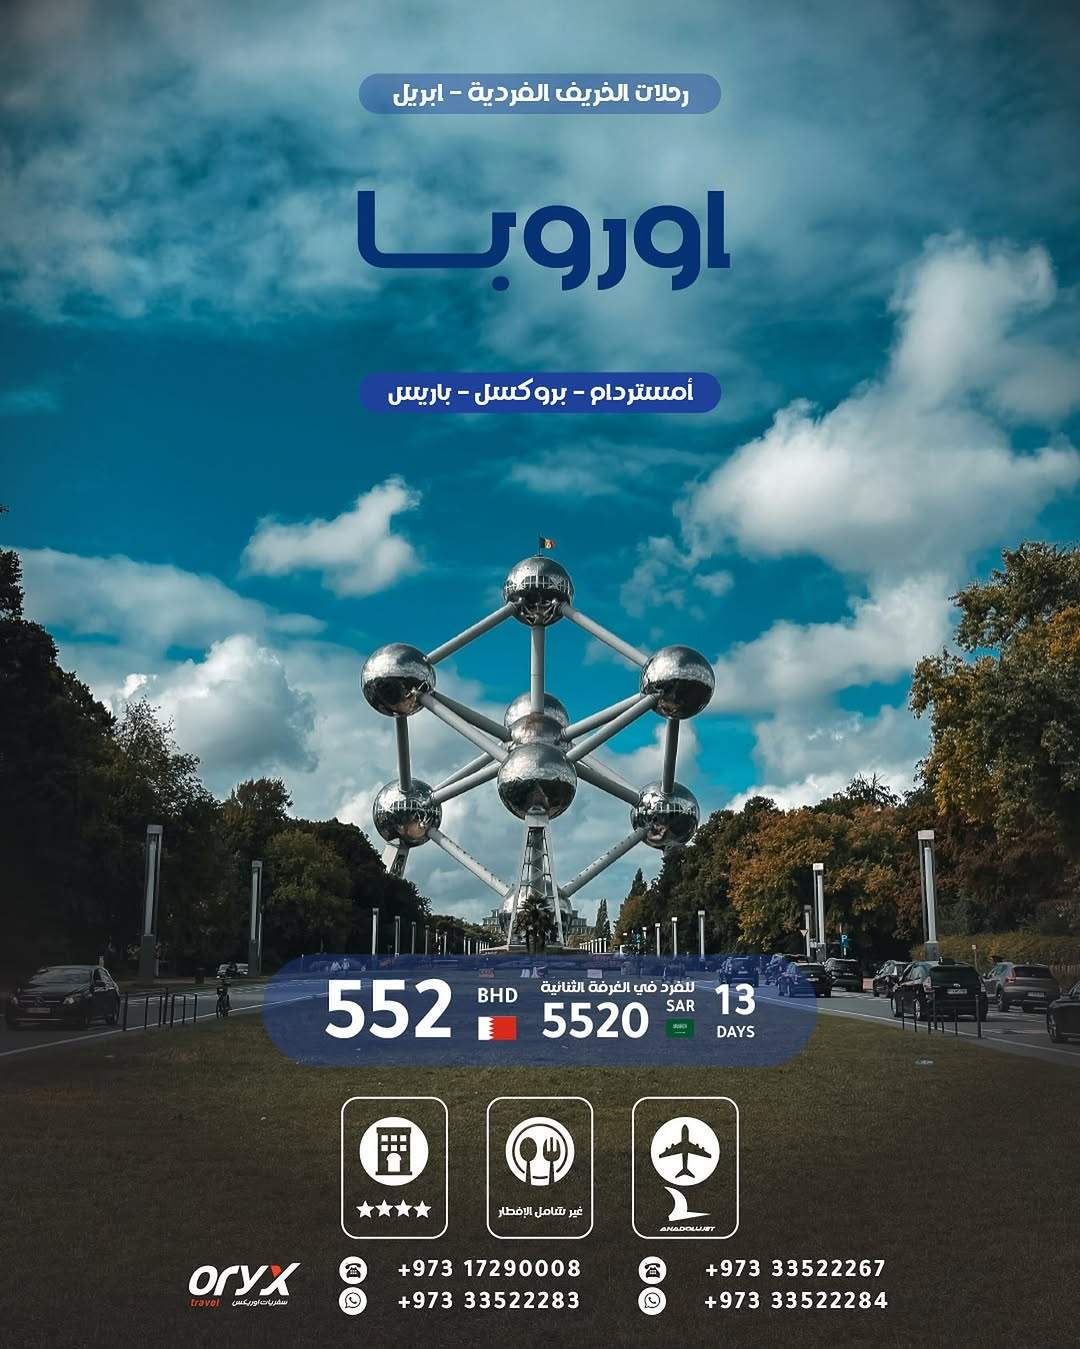 رحلات الخريف الفردية - ابريل
اوروبا
أمستردام - بروكسل - باريس
552 BHD
للفرد في الغرفة الثنائية
5520 SAR
13 DAYS
★★★★
غير شامل الإفطار
ANADOLUJET
oryx
travel سفريات اوريكس
+973 17290008
+973 33522283
+973 33522267
+973 33522284